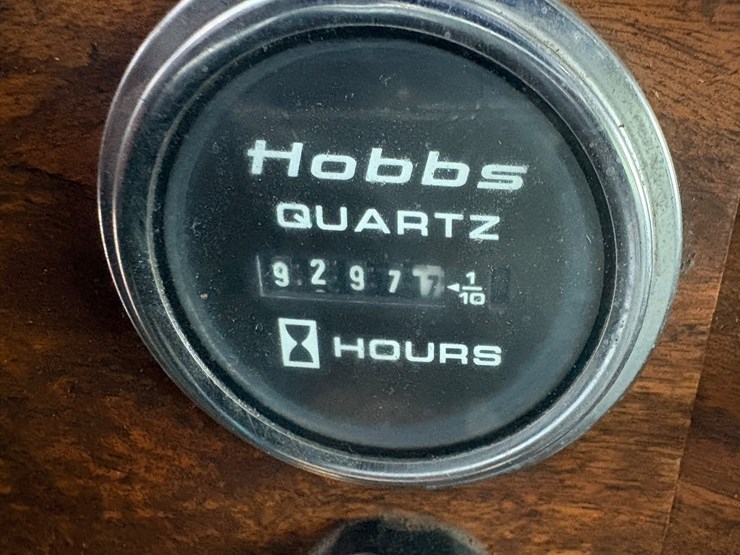 Hobbs
QUARTZ
92977 ◄ 1/10
HOURS